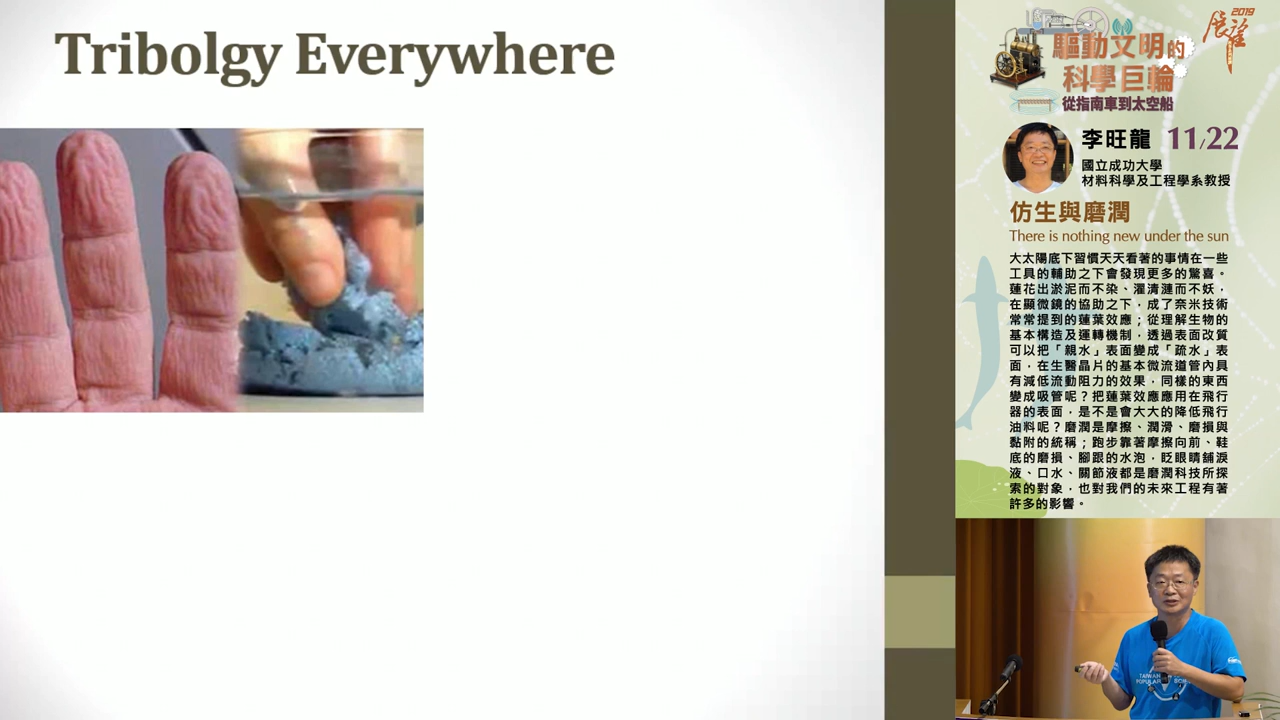 Tribolgy Everywhere
2019
展望
驅動文明的
科學巨輪
從指南車到太空船
李旺龍 11/22
國立成功大學
材料科學及工程學系教授
仿生與磨潤
There is nothing new under the sun
大太陽底下習慣天天看著的事情在一些
工具的輔助之下會發現更多的驚喜。
蓮花出淤泥而不染、濯清漣而不妖，
在顯微鏡的協助之下，成了奈米技術
常常提到的蓮葉效應；從理解生物的
基本構造及運轉機制，透過表面改質
可以把「親水」表面變成「疏水」表
面，在生醫晶片的基本微流道管內具
有減低流動阻力的效果，同樣的東西
變成吸管呢？把蓮葉效應應用在飛行
器的表面，是不是會大大的降低飛行
油料呢？磨潤是摩擦、潤滑、磨損與
黏附的統稱；跑步靠著摩擦向前、鞋
底的磨損、腳跟的水泡，眨眼睛舖淚
液、口水、關節液都是磨潤科技所探
索的對象，也對我們的未來工程有著
許多的影響。
TAIWAN
POPULAR